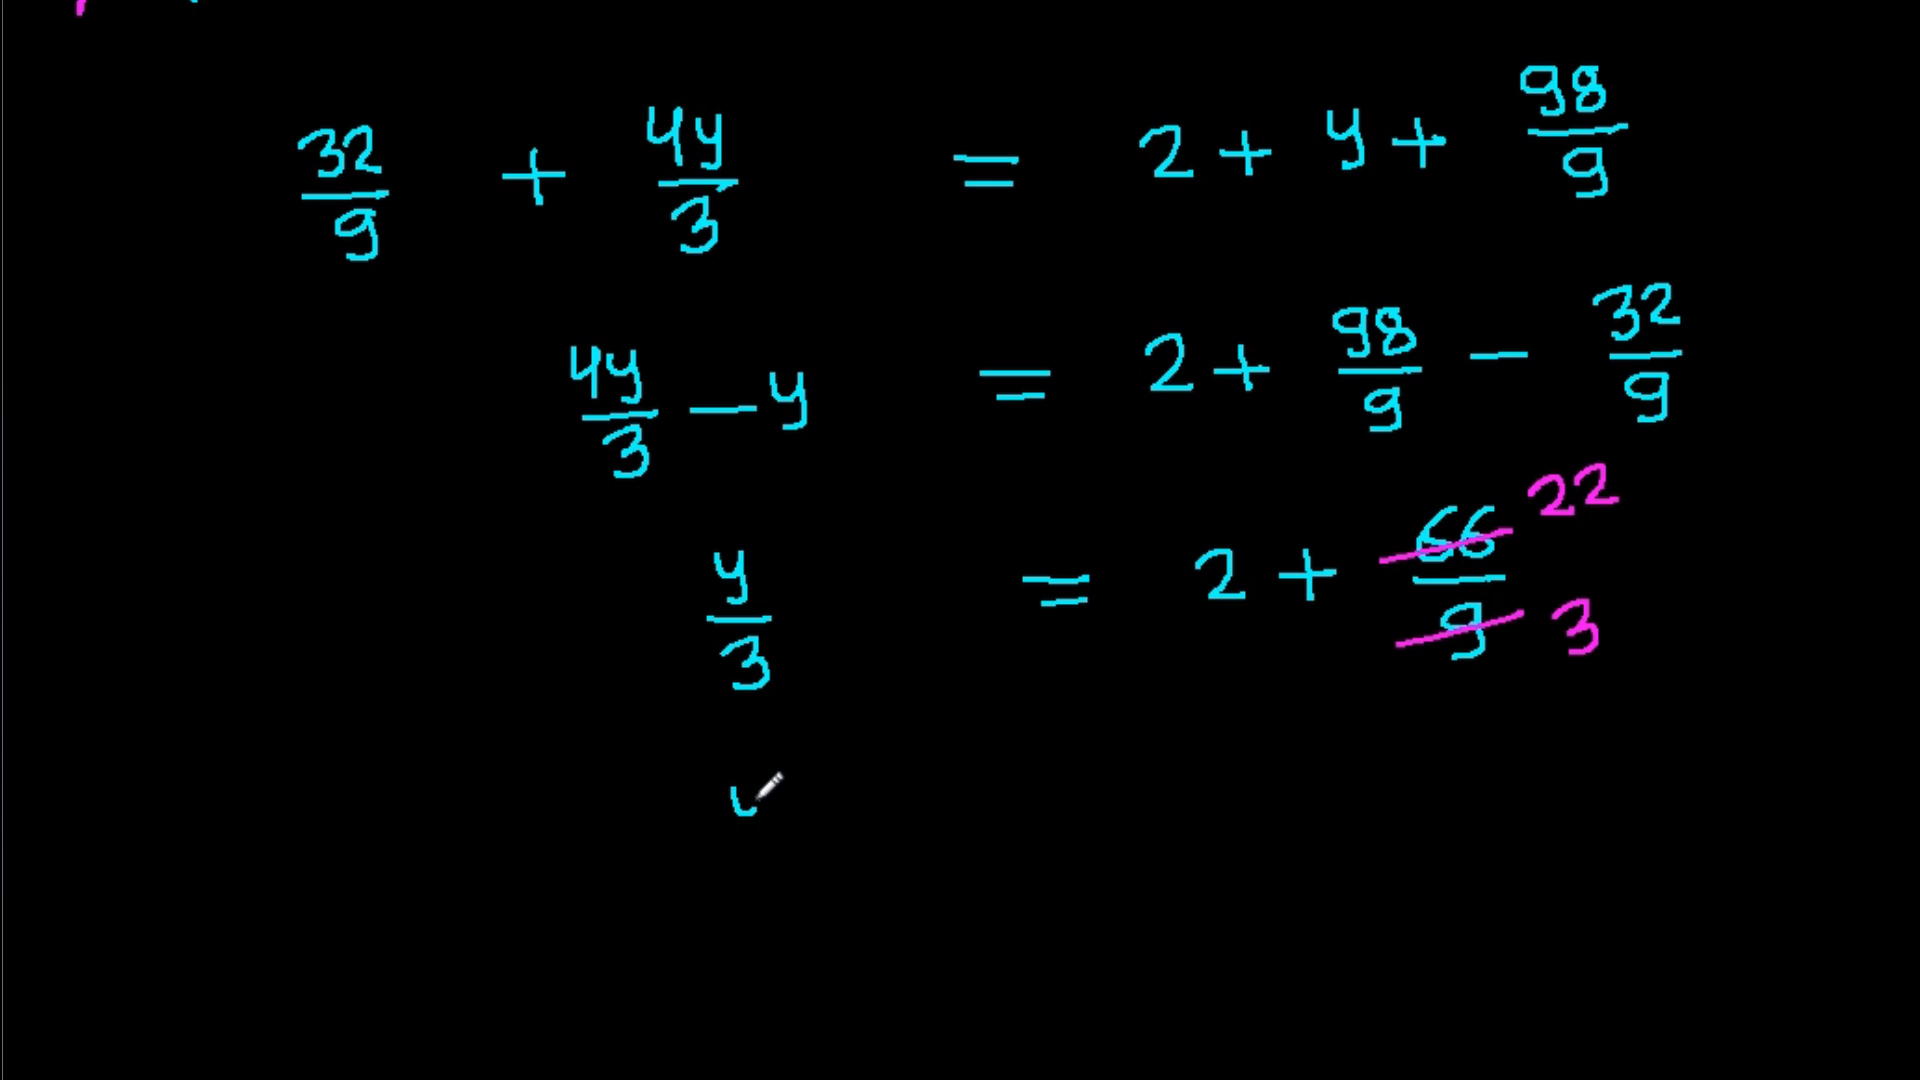 32/9 + 4y/3 = 2 + y + 98/9
4y/3 - y = 2 + 98/9 - 32/9
y/3 = 2 + 66/9 22 3